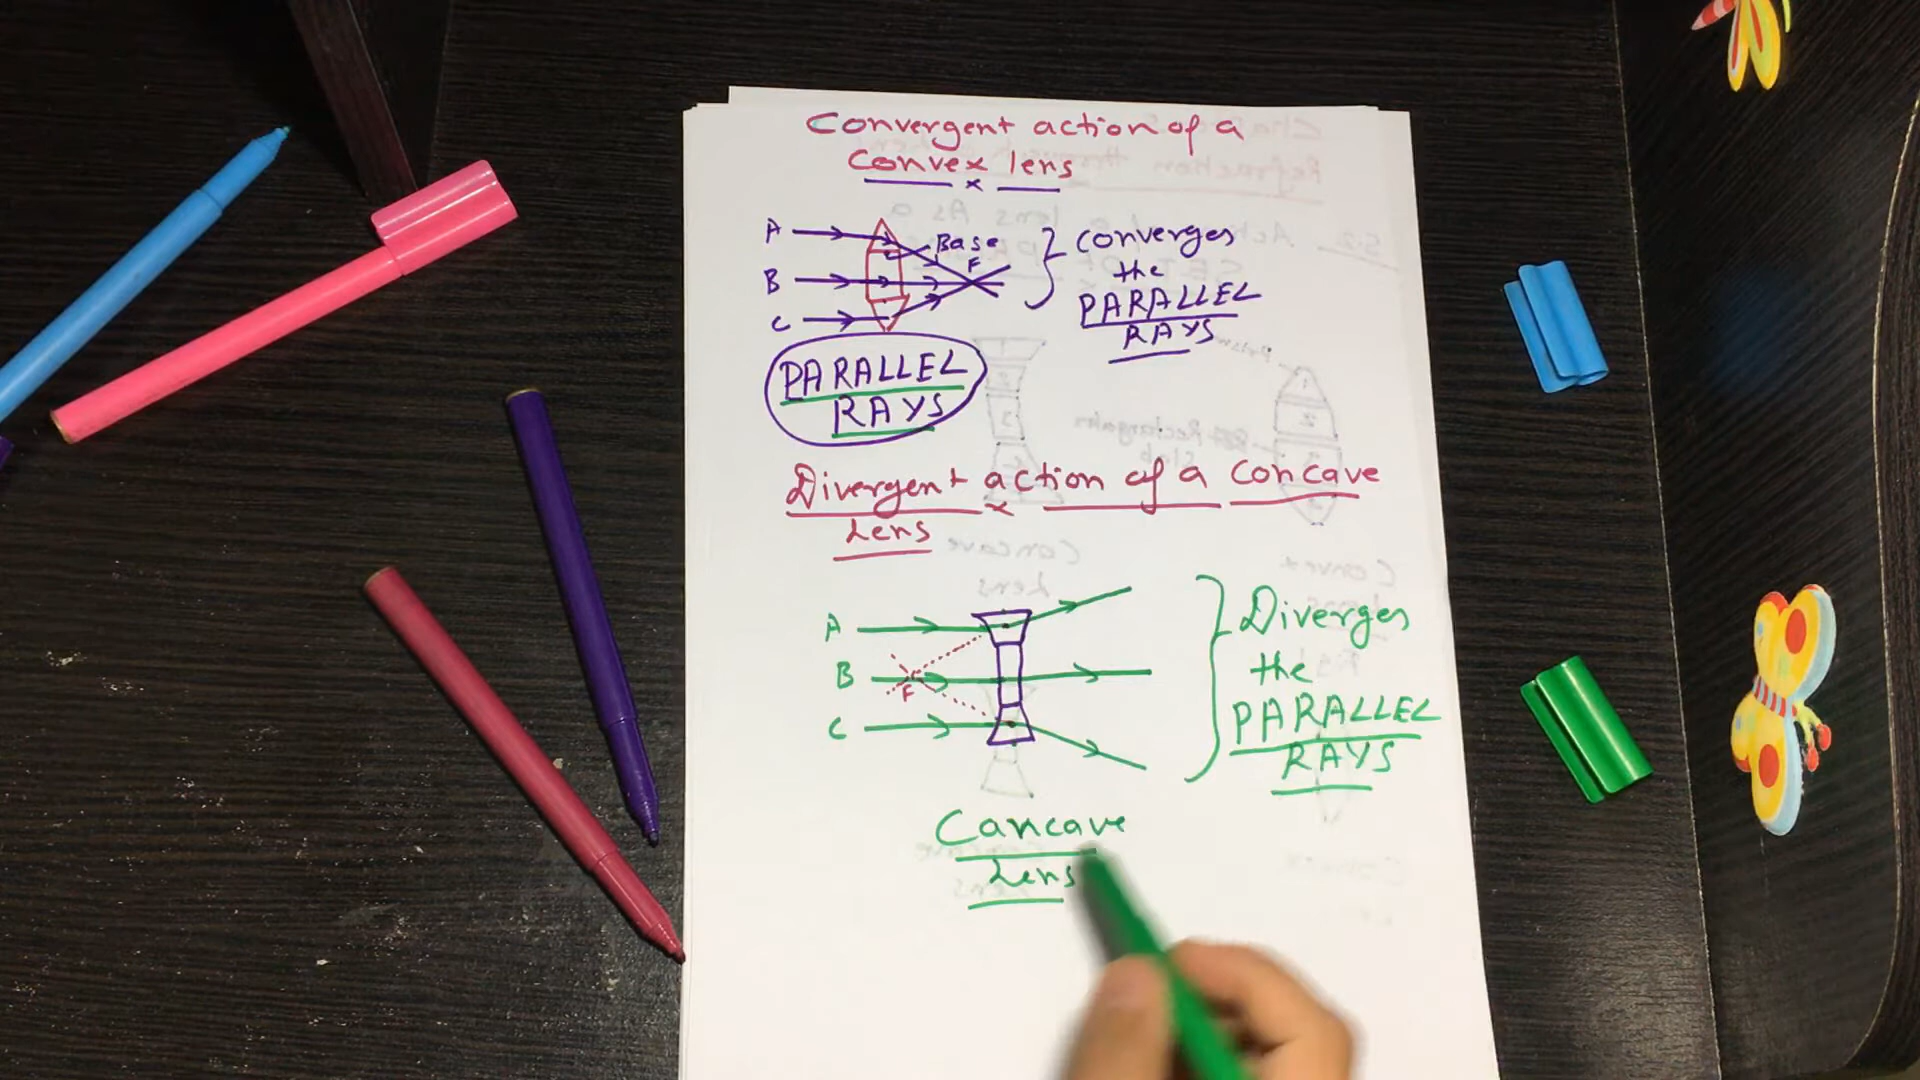 Convergent action of a
Convex lens
A
Base
F
B
C
Converges
the
PARALLEL
RAYS
PARALLEL
RAYS
Divergent action of a Concave
Lens
A
B
F
C
Diverges
the
PARALLEL
RAYS
Cancave
Lens